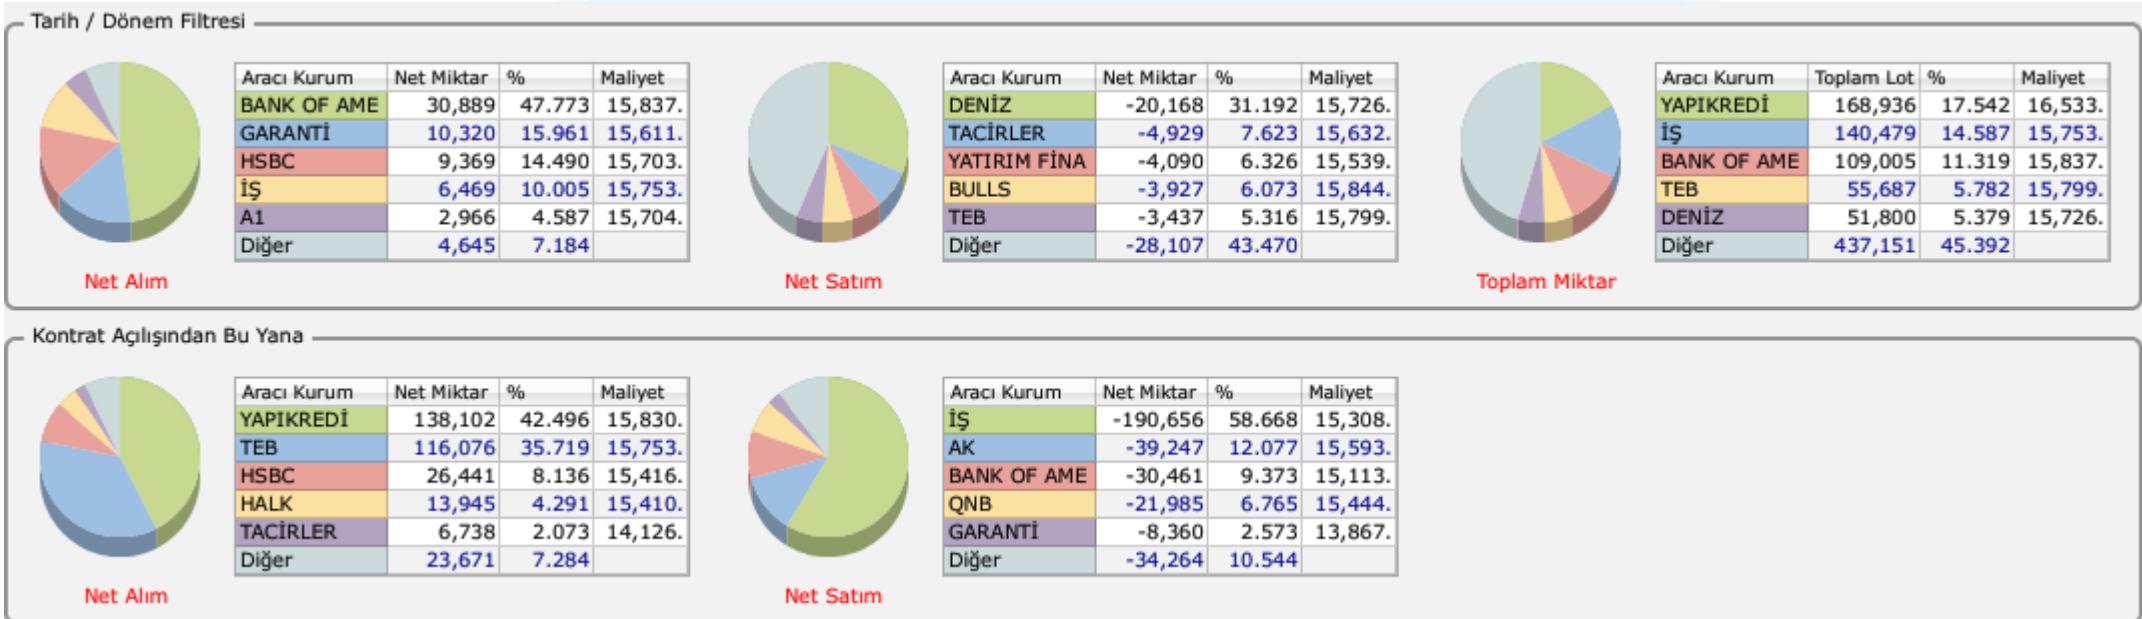 Tarih / Dönem Filtresi
Aracı Kurum Net Miktar % Maliyet
BANK OF AME 30,889 47.773 15,837.
GARANTİ 10,320 15.961 15,611.
HSBC 9,369 14.490 15,703.
İŞ 6,469 10.005 15,753.
A1 2,966 4.587 15,704.
Diğer 4,645 7.184
Net Alım
Aracı Kurum Net Miktar % Maliyet
DENİZ -20,168 31.192 15,726.
TACİRLER -4,929 7.623 15,632.
YATIRIM FİNA -4,090 6.326 15,539.
BULLS -3,927 6.073 15,844.
TEB -3,437 5.316 15,799.
Diğer -28,107 43.470
Net Satım
Aracı Kurum Toplam Lot % Maliyet
YAPIKREDİ 168,936 17.542 16,533.
İŞ 140,479 14.587 15,753.
BANK OF AME 109,005 11.319 15,837.
TEB 55,687 5.782 15,799.
DENİZ 51,800 5.379 15,726.
Diğer 437,151 45.392
Toplam Miktar
Kontrat Açılışından Bu Yana
Aracı Kurum Net Miktar % Maliyet
YAPIKREDİ 138,102 42.496 15,830.
TEB 116,076 35.719 15,753.
HSBC 26,441 8.136 15,416.
HALK 13,945 4.291 15,410.
TACİRLER 6,738 2.073 14,126.
Diğer 23,671 7.284
Net Alım
Aracı Kurum Net Miktar % Maliyet
İŞ -190,656 58.668 15,308.
AK -39,247 12.077 15,593.
BANK OF AME -30,461 9.373 15,113.
QNB -21,985 6.765 15,444.
GARANTİ -8,360 2.573 13,867.
Diğer -34,264 10.544
Net Satım